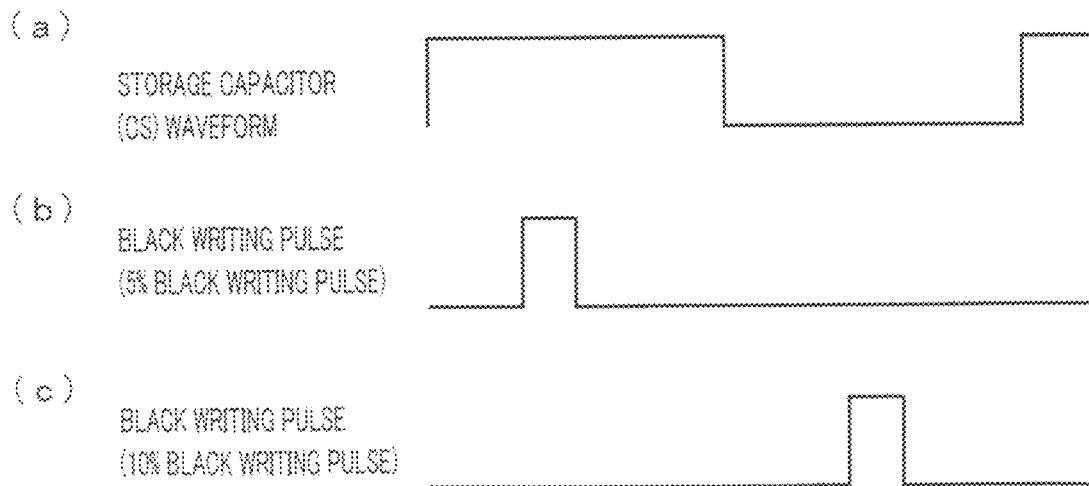 (a)
STORAGE CAPACITOR
(CS) WAVEFORM
(b)
BLACK WRITING PULSE
(5% BLACK WRITING PULSE)
(c)
BLACK WRITING PULSE
(10% BLACK WRITING PULSE)